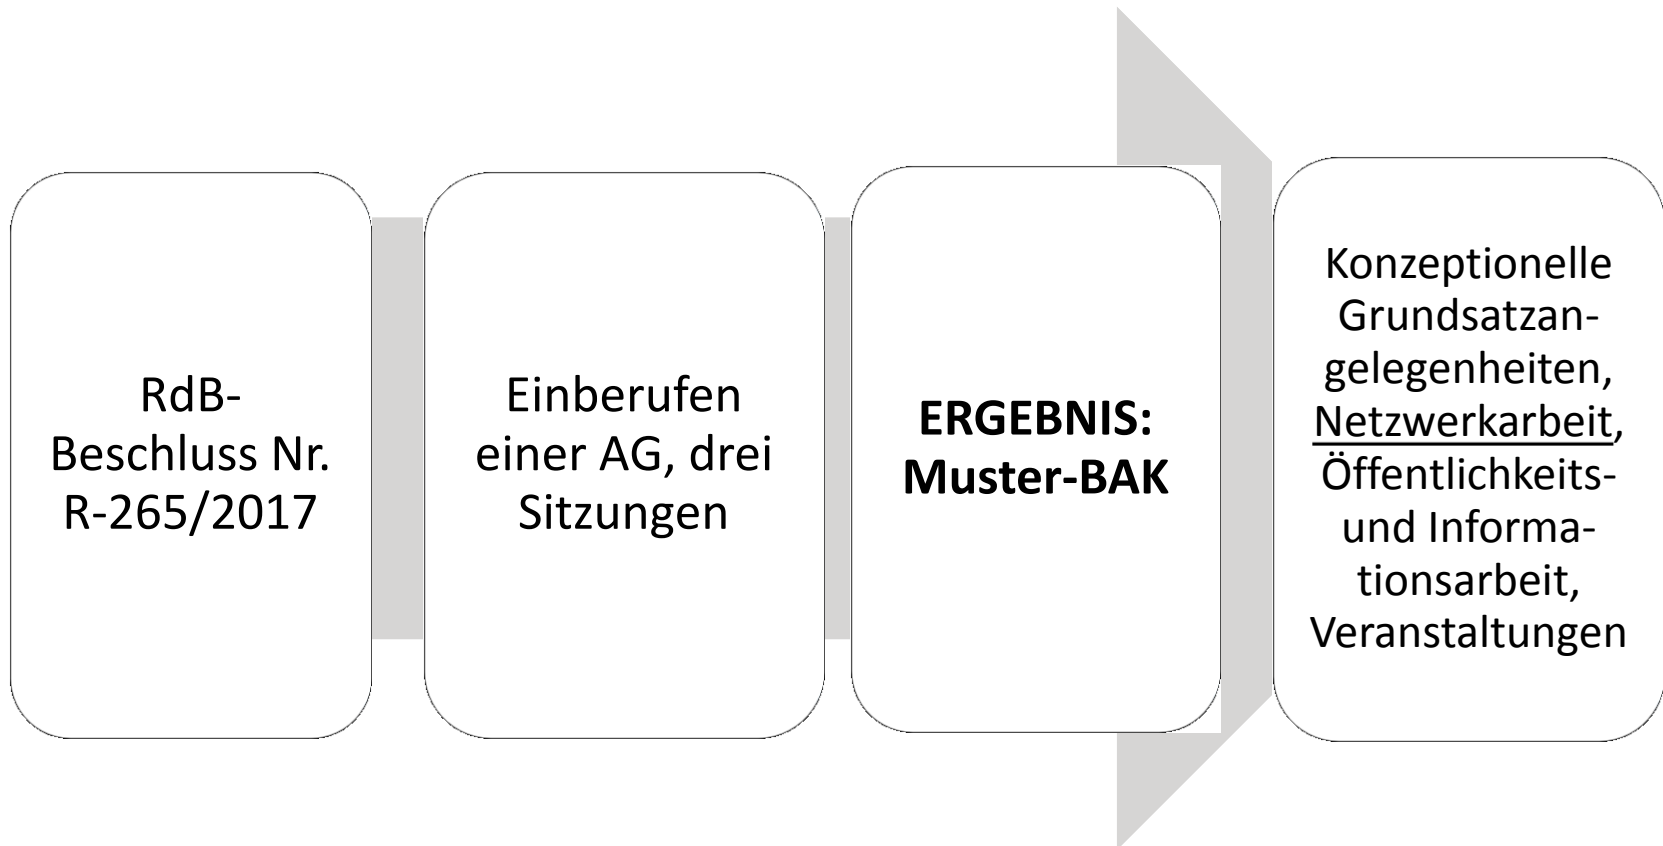 RdB-
Beschluss Nr.
R-265/2017
Einberufen
einer AG, drei
Sitzungen
ERGEBNIS:
Muster-BAK
Konzeptionelle
Grundsatzan-
gelegenheiten,
Netzwerkarbeit,
Öffentlichkeits-
und Informa-
tionsarbeit,
Veranstaltungen